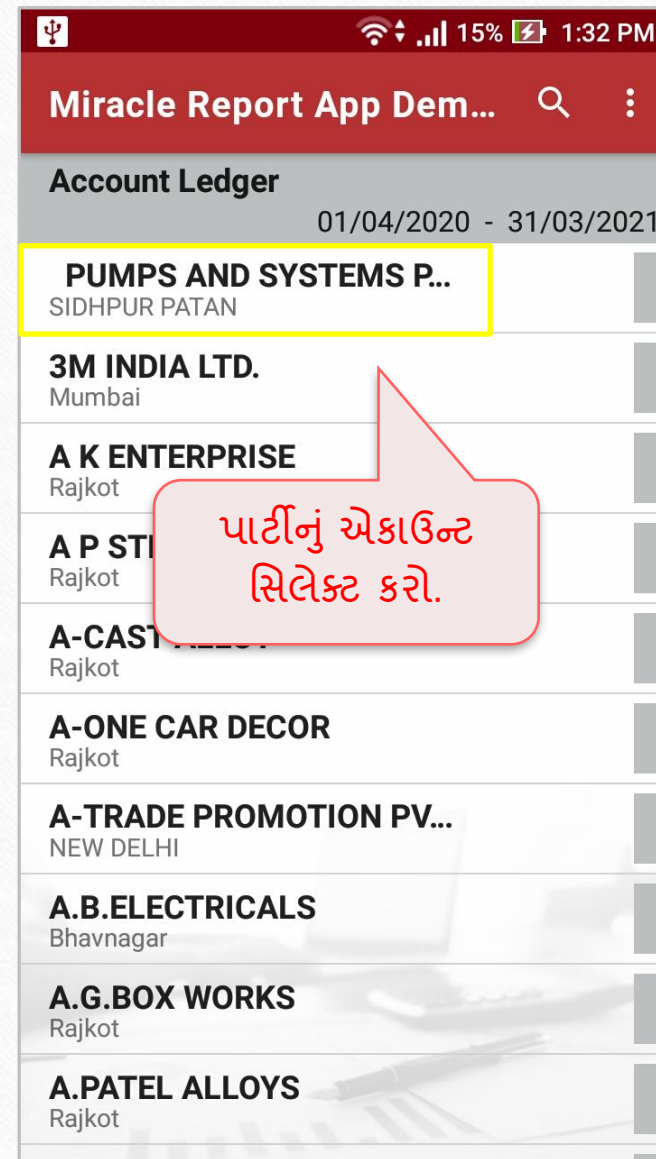 15% 1:32 PM
Miracle Report App Dem...
Account Ledger
01/04/2020 - 31/03/2021
PUMPS AND SYSTEMS P...
SIDHPUR PATAN
3M INDIA LTD.
Mumbai
A K ENTERPRISE
Rajkot
પાર્ટીનું એકાઉન્ટ
સિલેક્ટ કરો.
A P
Rajkot
A-CAST
Rajkot
A-ONE CAR DECOR
Rajkot
A-TRADE PROMOTION PV...
NEW DELHI
A.B.ELECTRICALS
Bhavnagar
A.G.BOX WORKS
Rajkot
A.PATEL ALLOYS
Rajkot